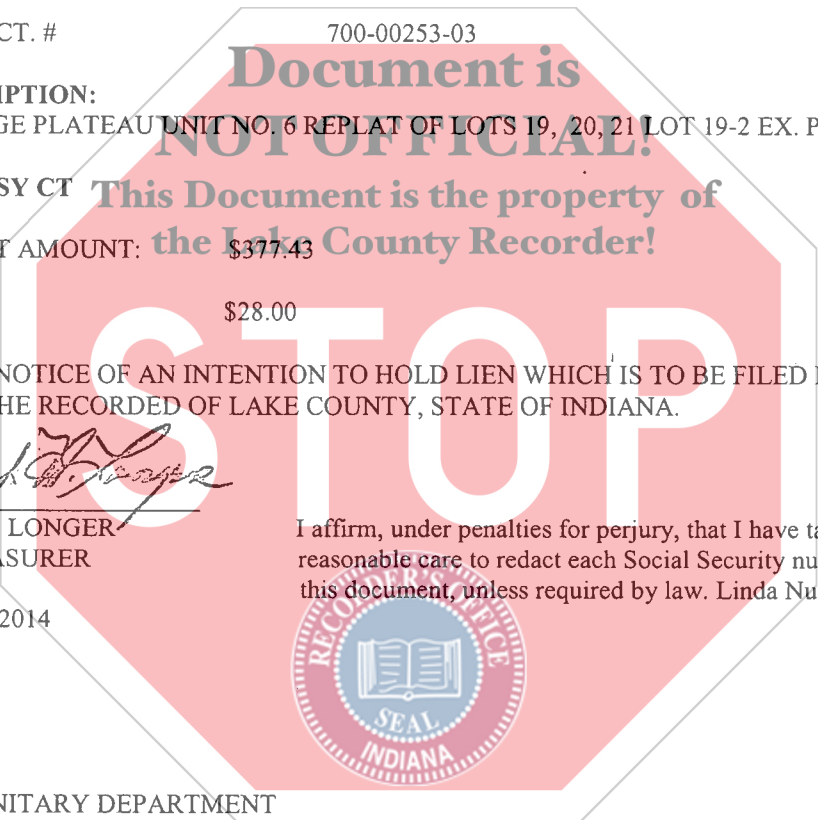 CT. # 700-00253-03
Document is
IPTION:
GE PLATEAU UNIT NO. 6 REPLAT OF LOTS 19, 20, 21 LOT 19-2 EX. P
NOT OFFICIAL!
SY CT
This Document is the property of
T AMOUNT: $377.43
the Lake County Recorder!
$28.00
STOP
NOTICE OF AN INTENTION TO HOLD LIEN WHICH IS TO BE FILED
HE RECORDED OF LAKE COUNTY, STATE OF INDIANA.
LONGER
ASURER
I affirm, under penalties for perjury, that I have ta
reasonable care to redact each Social Security nu
this document, unless required by law. Linda Nu
2014
RECORDER'S OFFICE
SEAL
INDIANA
NITARY DEPARTMENT